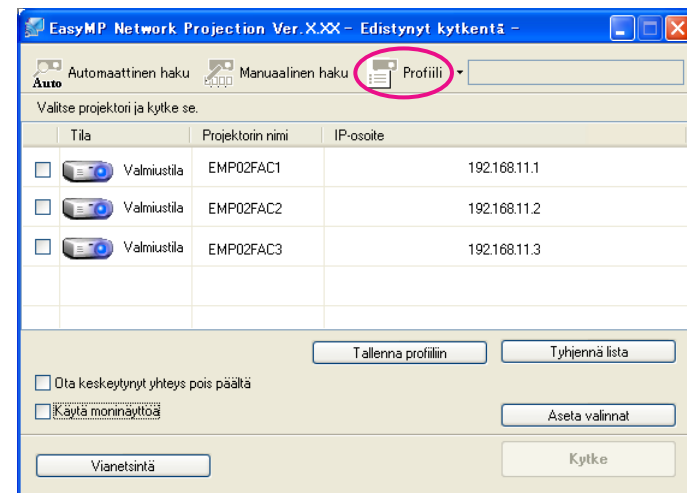 EasyMP Network Projection Ver.X.XX – Edistynyt kytkentä –
Auto Automaattinen haku Manuaalinen haku Profiili
Valitse projektori ja kytke se.
Tila Projektorin nimi IP-osoite
Valmiustila EMP02FAC1 192.168.11.1
Valmiustila EMP02FAC2 192.168.11.2
Valmiustila EMP02FAC3 192.168.11.3
Tallenna profiiliin Tyhjennä lista
Ota keskeytynyt yhteys pois päältä
Käytä moninäyttöä
Aseta valinnat
Vianetsintä Kytke